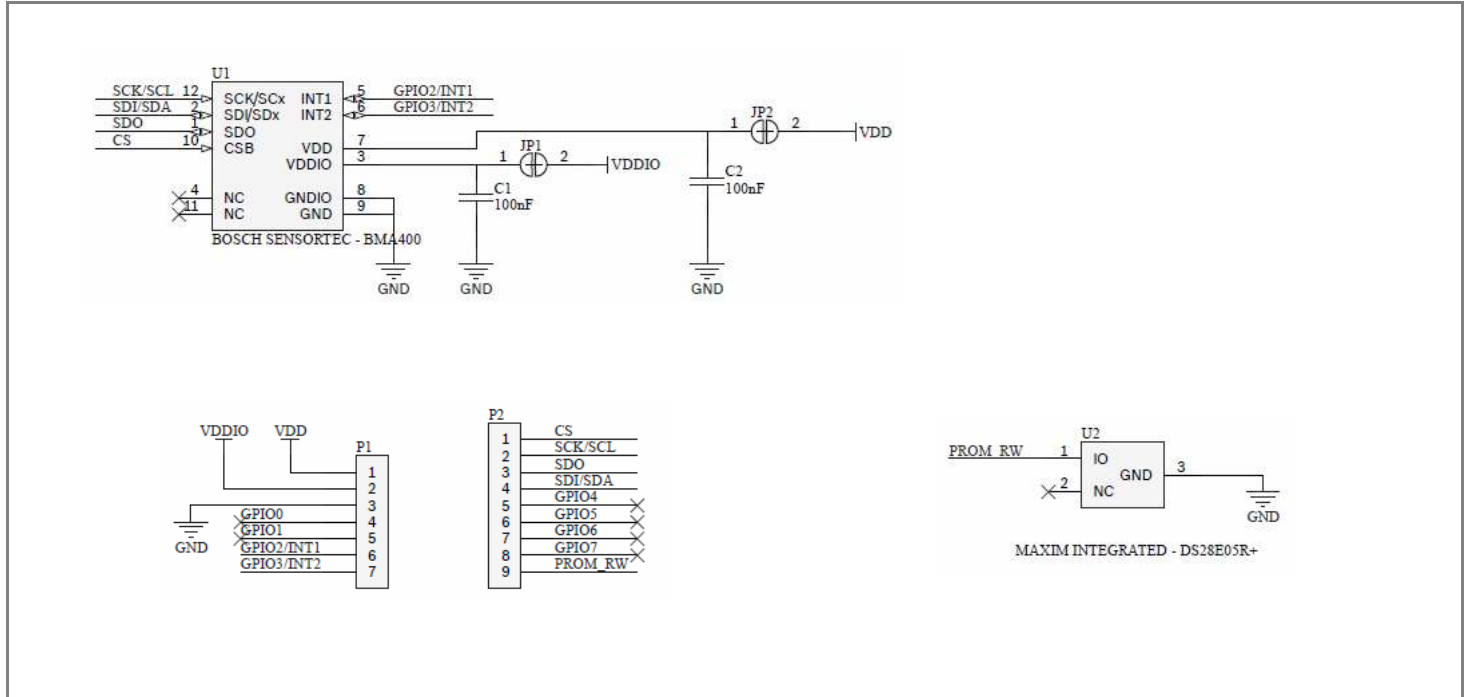 U1
SCK/SCL 12 SCK/SCx INT1 5 GPIO2/INT1
SDI/SDA 2 SDI/SDx INT2 6 GPIO3/INT2
SDO 1 SDO
CS 10 CSB VDD 7
VDDIO 3
4 NC GNDIO 8
11 NC GND 9
BOSCH SENSORTEC - BMA400
GND
1 JP1 2 VDDIO
C1
100nF
GND
1 JP2 2 VDD
C2
100nF
GND
VDDIO VDD
P1
1
2
3
GND
GPIO0 4
GPIO1 5
GPIO2/INT1 6
GPIO3/INT2 7
P2
1 CS
2 SCK/SCL
3 SDO
4 SDI/SDA
5 GPIO4
6 GPIO5
7 GPIO6
8 GPIO7
9 PROM_RW
U2
PROM_RW 1 IO
GND 3
2 NC
GND
MAXIM INTEGRATED - DS28E05R+